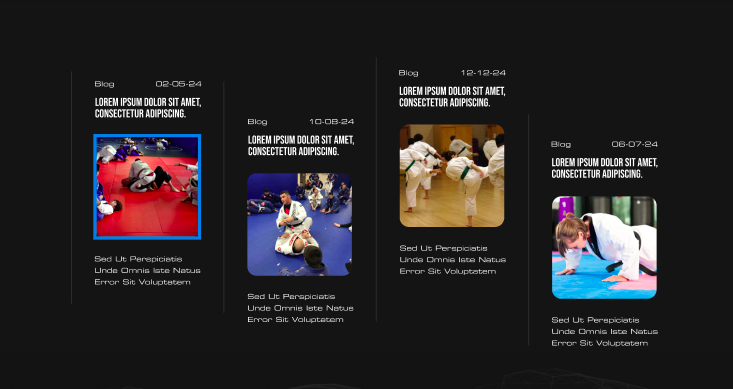 Blog 02-05-24
LOREM IPSUM DOLOR SIT AMET,
CONSECTETUR ADIPISCING.
Sed Ut Perspiciatis
Unde Omnis Iste Natus
Error Sit Voluptatem
Blog 10-08-24
LOREM IPSUM DOLOR SIT AMET,
CONSECTETUR ADIPISCING.
Sed Ut Perspiciatis
Unde Omnis Iste Natus
Error Sit Voluptatem
Blog 12-12-24
LOREM IPSUM DOLOR SIT AMET,
CONSECTETUR ADIPISCING.
Sed Ut Perspiciatis
Unde Omnis Iste Natus
Error Sit Voluptatem
Blog 06-07-24
LOREM IPSUM DOLOR SIT AMET,
CONSECTETUR ADIPISCING.
Sed Ut Perspiciatis
Unde Omnis Iste Natus
Error Sit Voluptatem